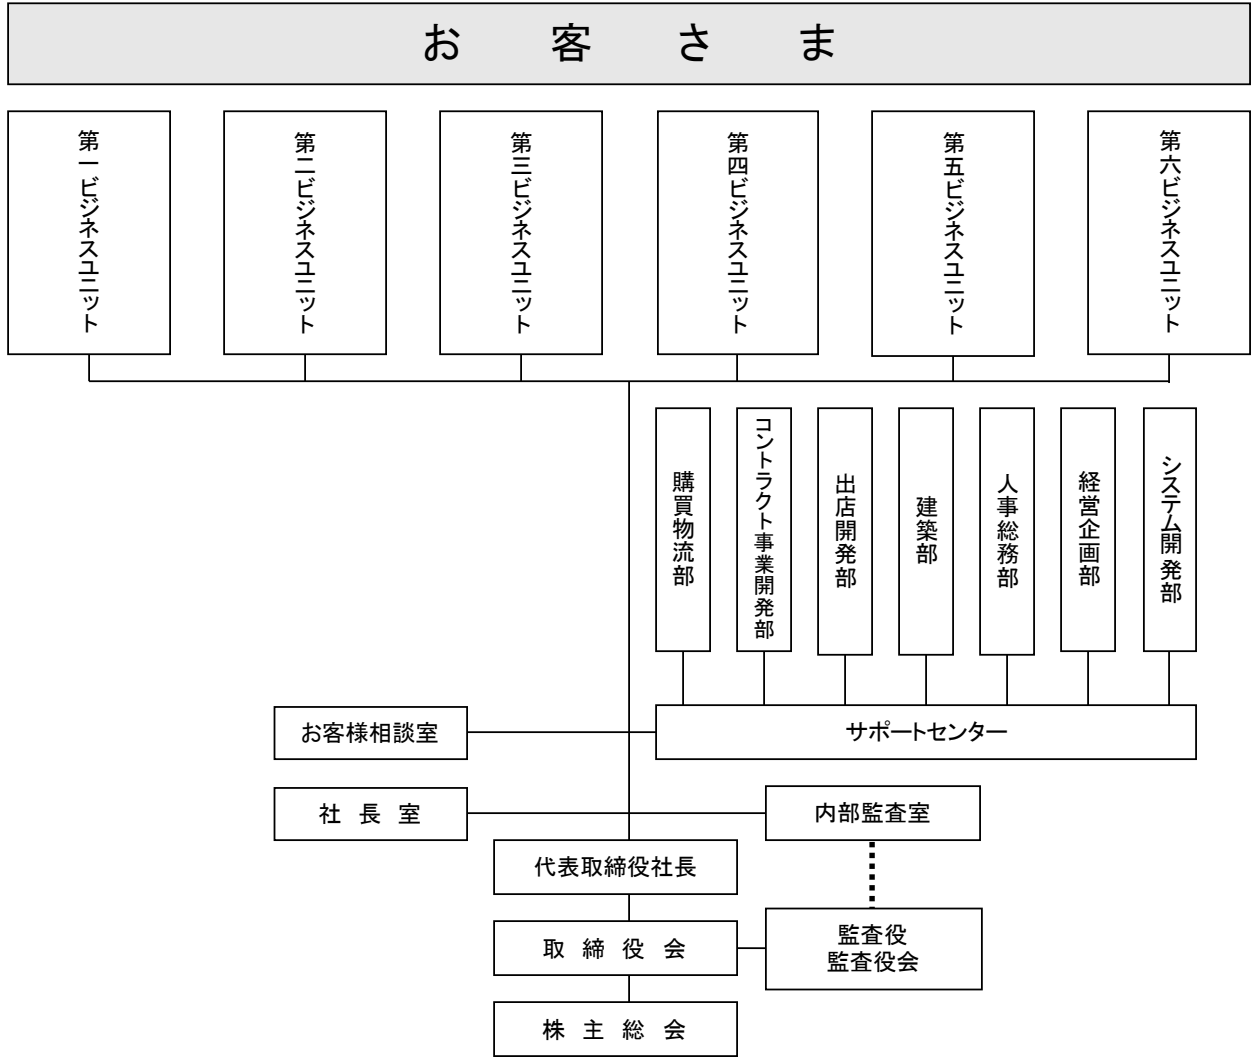 お客さま
第一ビジネスユニット
第二ビジネスユニット
第三ビジネスユニット
第四ビジネスユニット
第五ビジネスユニット
第六ビジネスユニット
購買物流部
コントラクト事業開発部
出店開発部
建築部
人事総務部
経営企画部
システム開発部
お客様相談室
サポートセンター
社長室
内部監査室
代表取締役社長
取締役会
監査役
監査役会
株主総会